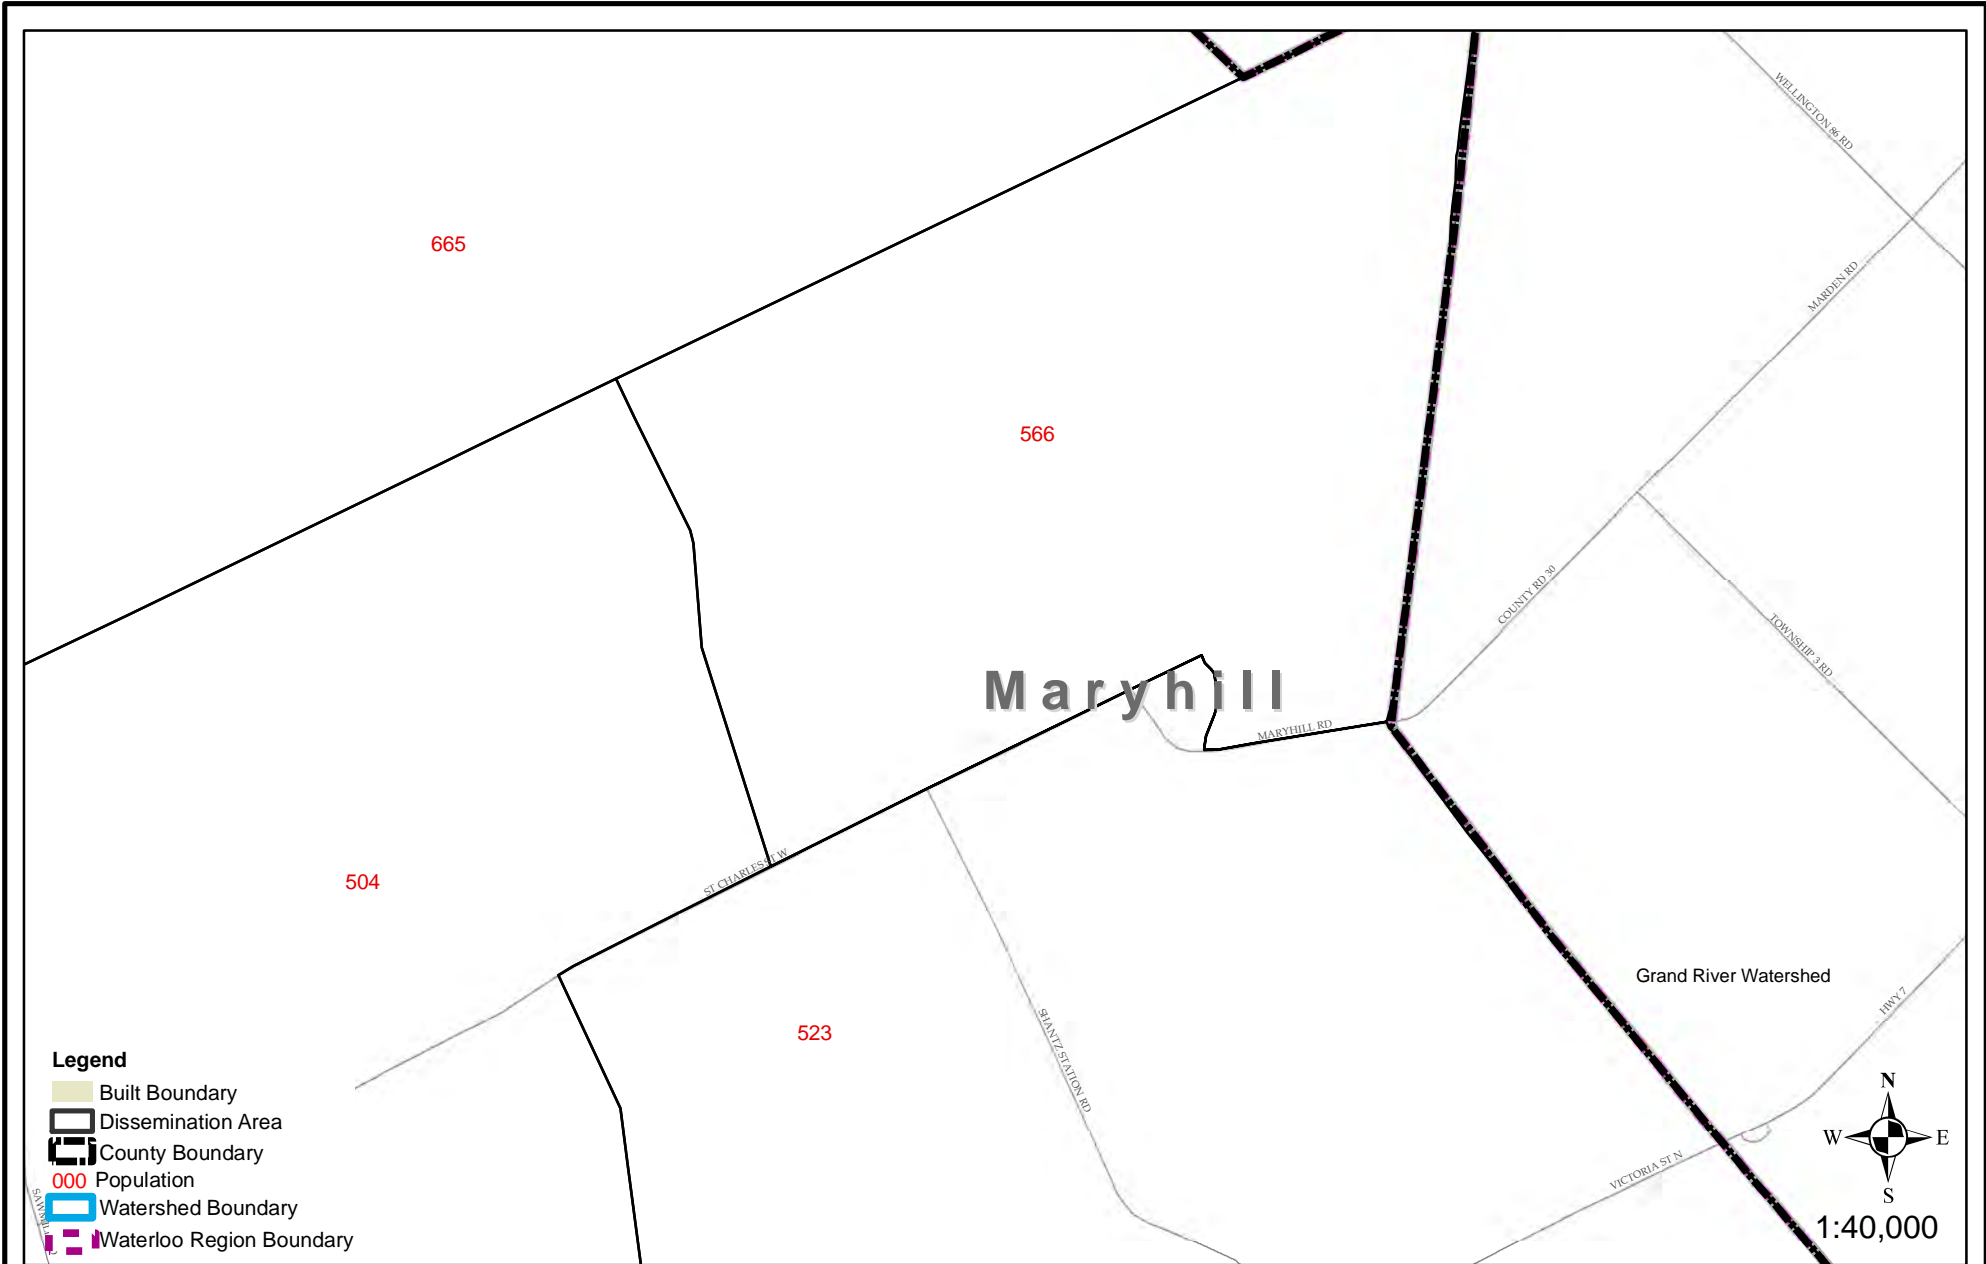 WELLINGTON 86 RD
665
MARDEN RD
566
COUNTY RD 30
TOWNSHIP 3 RD
Maryhill
MARYHILL RD
ST CHARLES ST W
504
Grand River Watershed
HWY 7
523
SHANTZ STATION RD
VICTORIA ST N
Legend
Built Boundary
Dissemination Area
County Boundary
000 Population
Watershed Boundary
Waterloo Region Boundary
N
W E
S
1:40,000